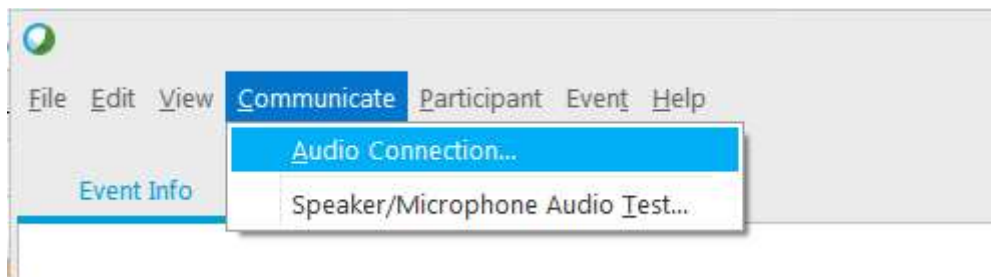 File Edit View Communicate Participant Event Help
Audio Connection...
Event Info
Speaker/Microphone Audio Test...